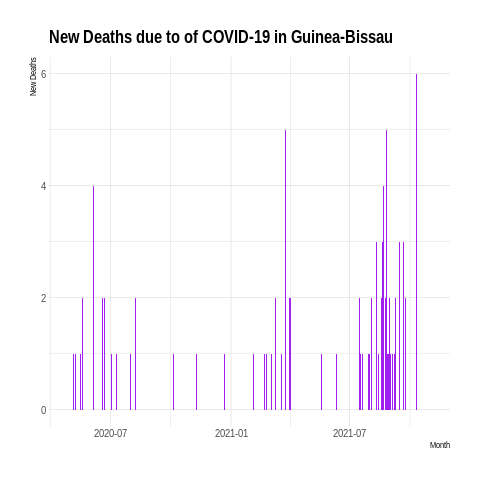 New Deaths due to of COVID-19 in Guinea-Bissau
New Deaths
6
4
2
0
2020-07
2021-01
2021-07
Month